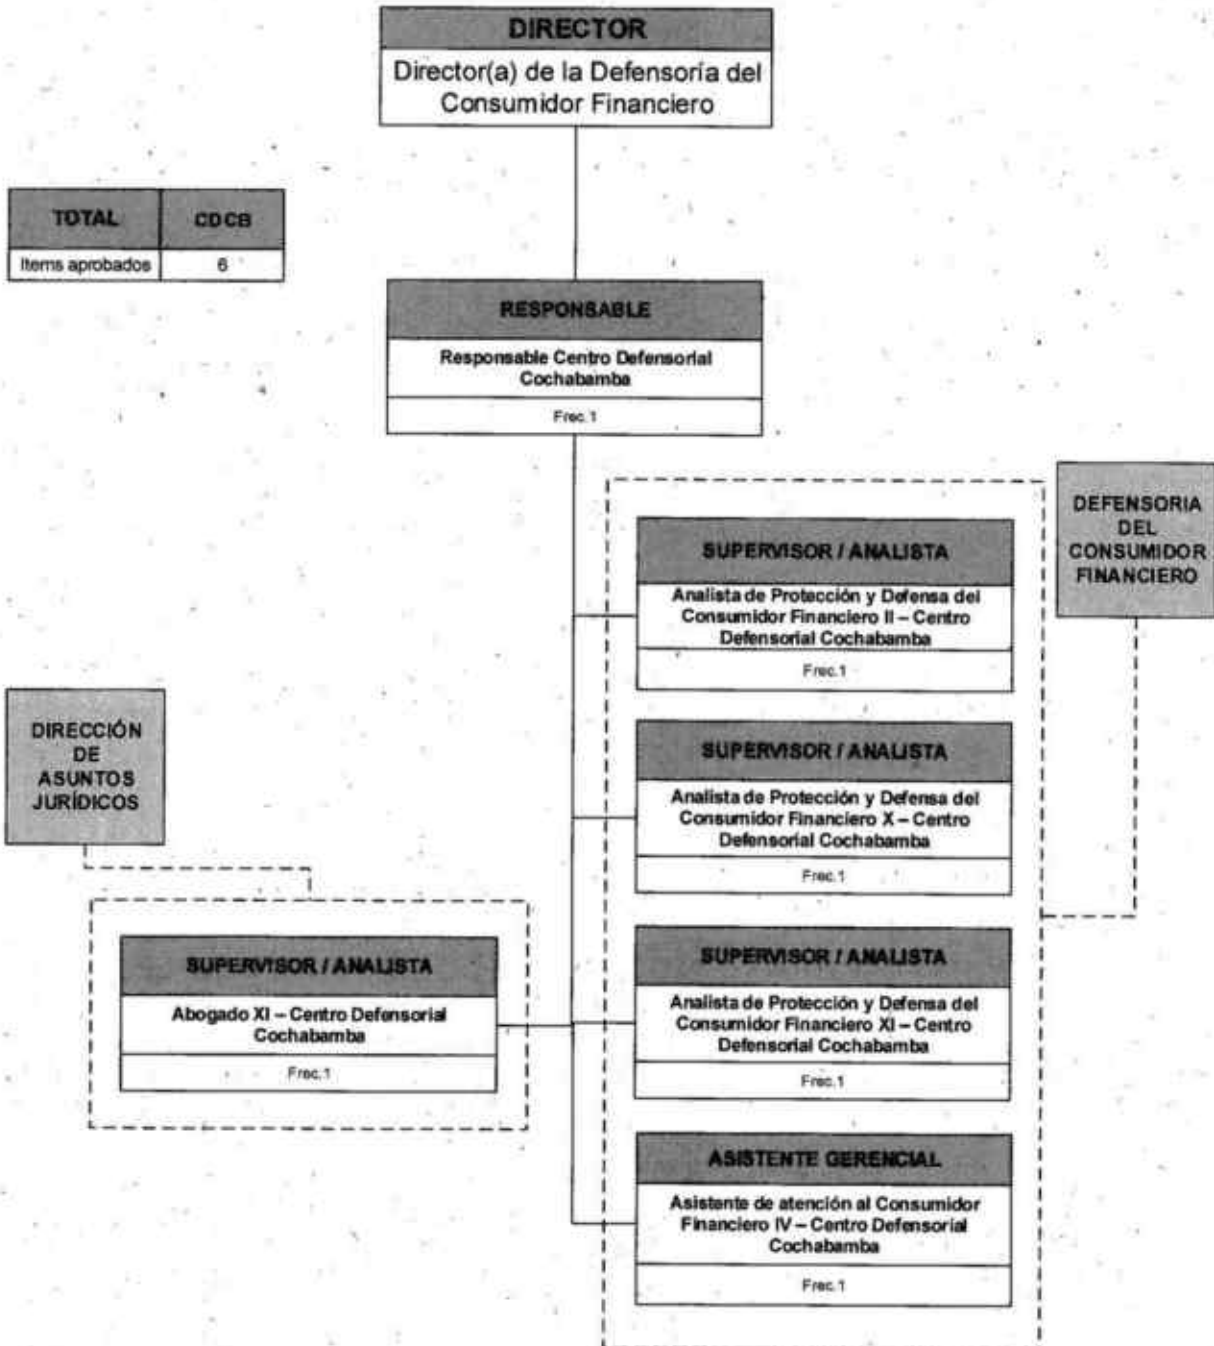 DIRECTOR
Director(a) de la Defensoría del
Consumidor Financiero
TOTAL CDCB
Items aprobados 6
RESPONSABLE
Responsable Centro Defensorial
Cochabamba
Frec.1
DEFENSORIA
DEL
CONSUMIDOR
FINANCIERO
SUPERVISOR / ANALISTA
Analista de Protección y Defensa del
Consumidor Financiero II – Centro
Defensorial Cochabamba
Frec.1
DIRECCIÓN
DE
ASUNTOS
JURÍDICOS
SUPERVISOR / ANALISTA
Analista de Protección y Defensa del
Consumidor Financiero X – Centro
Defensorial Cochabamba
Frec.1
SUPERVISOR / ANALISTA
Abogado XI – Centro Defensorial
Cochabamba
Frec.1
SUPERVISOR / ANALISTA
Analista de Protección y Defensa del
Consumidor Financiero XI – Centro
Defensorial Cochabamba
Frec.1
ASISTENTE GERENCIAL
Asistente de atención al Consumidor
Financiero IV – Centro Defensorial
Cochabamba
Frec.1